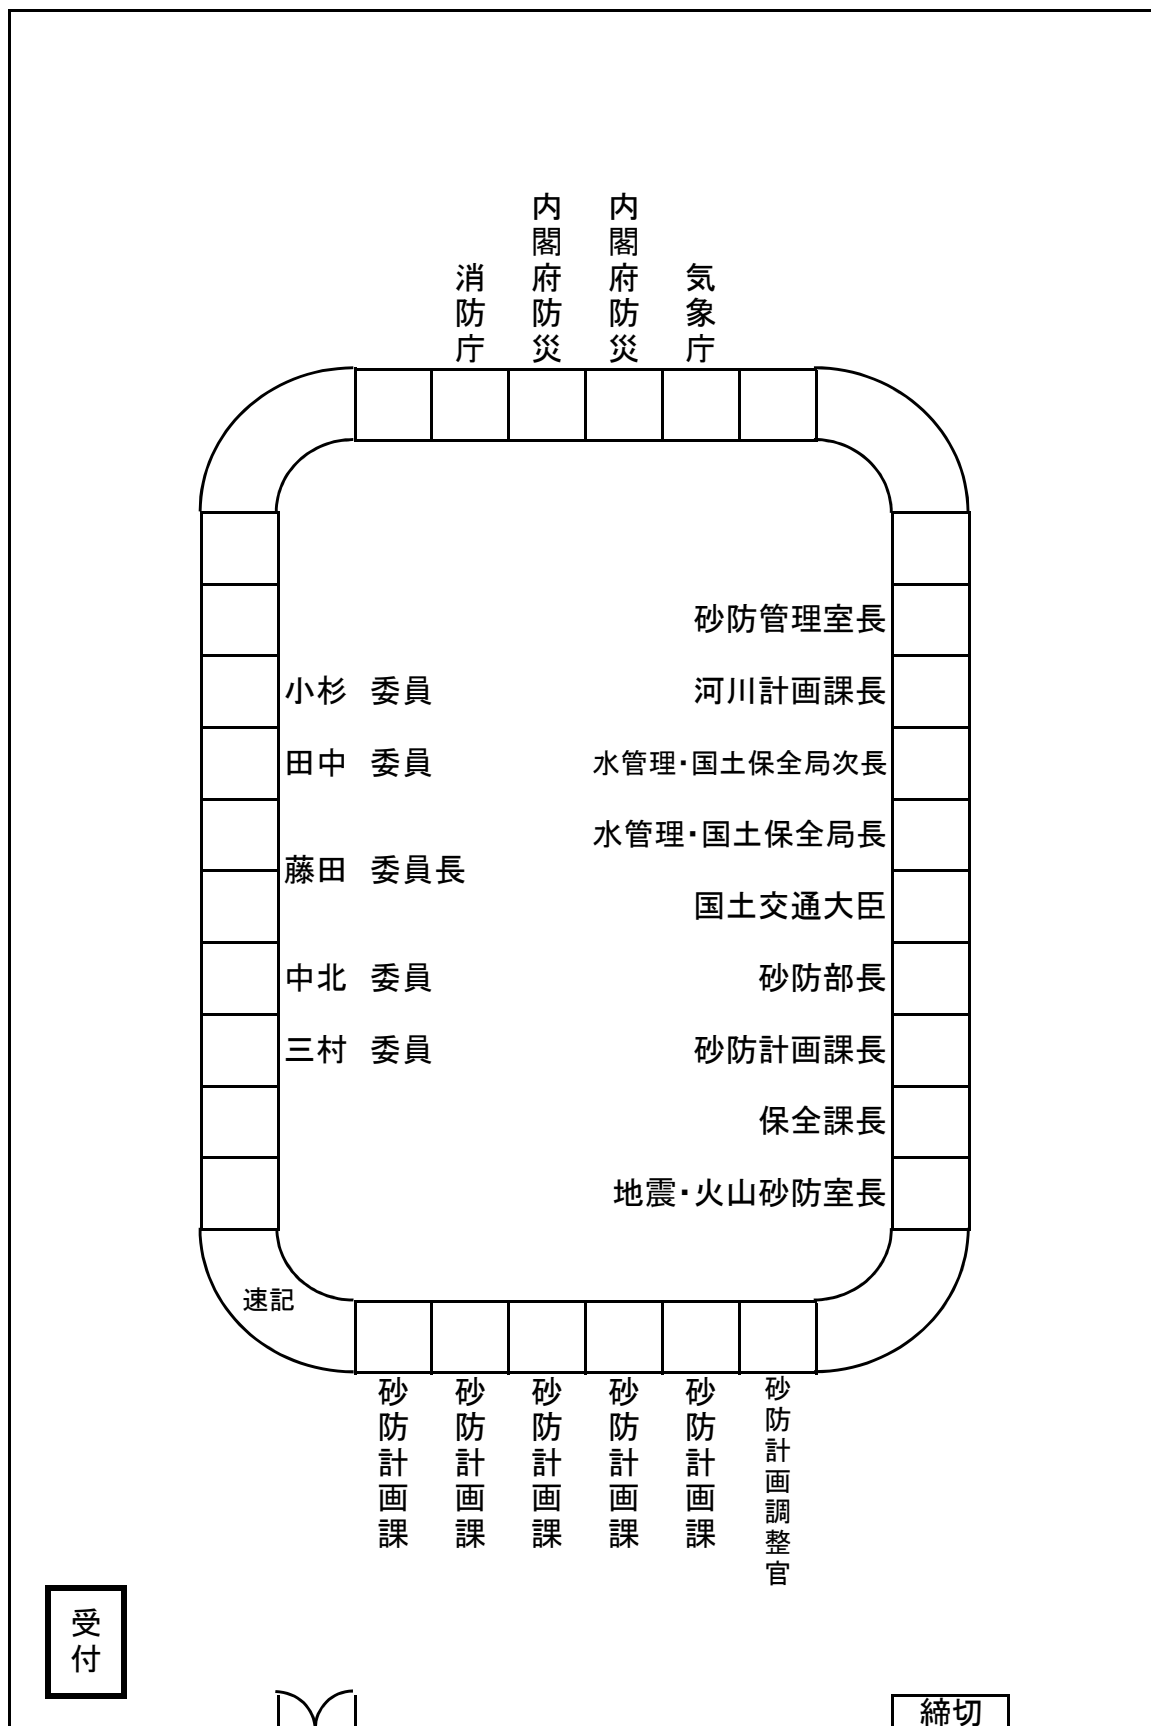 消防庁
内閣府防災
内閣府防災
気象庁
砂防管理室長
小杉 委員
河川計画課長
田中 委員
水管理・国土保全局次長
水管理・国土保全局長
藤田 委員長
国土交通大臣
中北 委員
砂防部長
三村 委員
砂防計画課長
保全課長
地震・火山砂防室長
速記
砂防計画課
砂防計画課
砂防計画課
砂防計画課
砂防計画課
砂防計画調整官
受付
締切